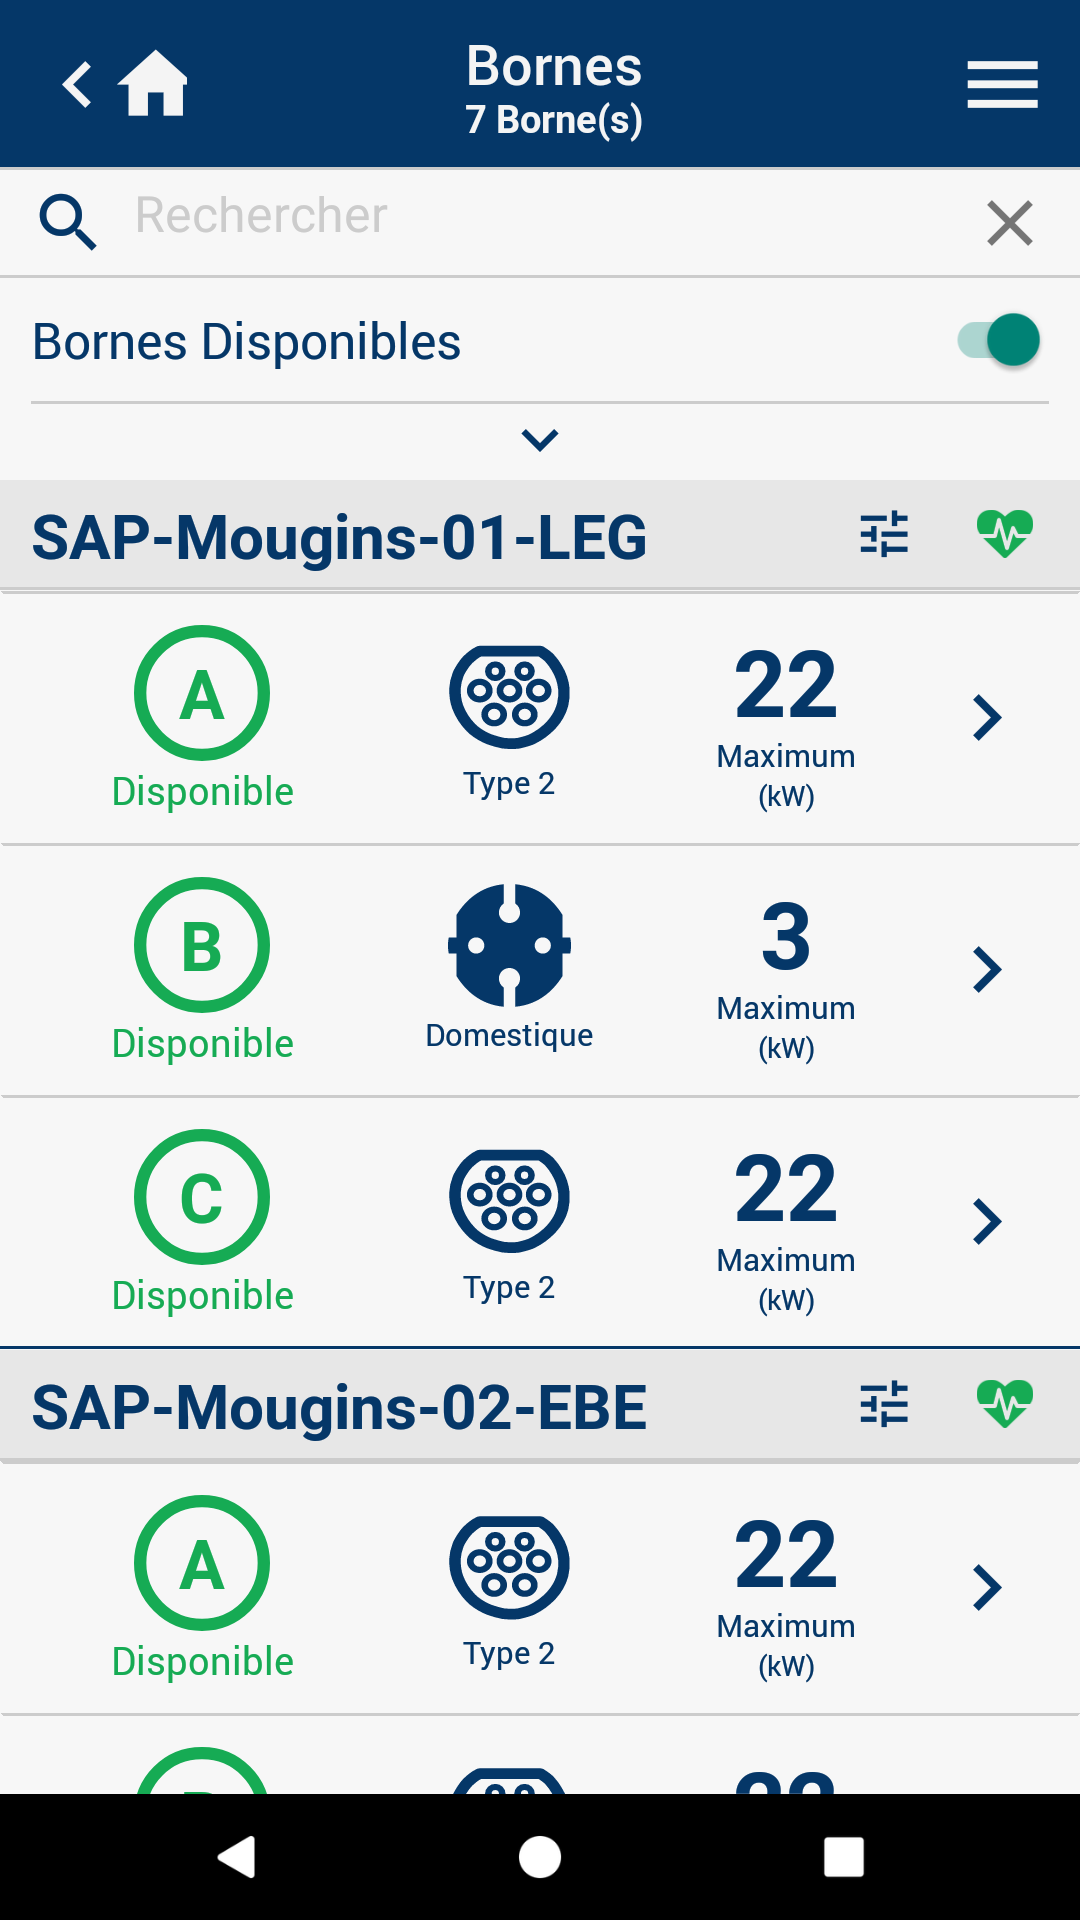 Bornes
7 Borne(s)
Rechercher
Bornes Disponibles
SAP-Mougins-01-LEG
A
Disponible
Type 2
22
Maximum
(kW)
B
Disponible
Domestique
3
Maximum
(kW)
C
Disponible
Type 2
22
Maximum
(kW)
SAP-Mougins-02-EBE
A
Disponible
Type 2
22
Maximum
(kW)